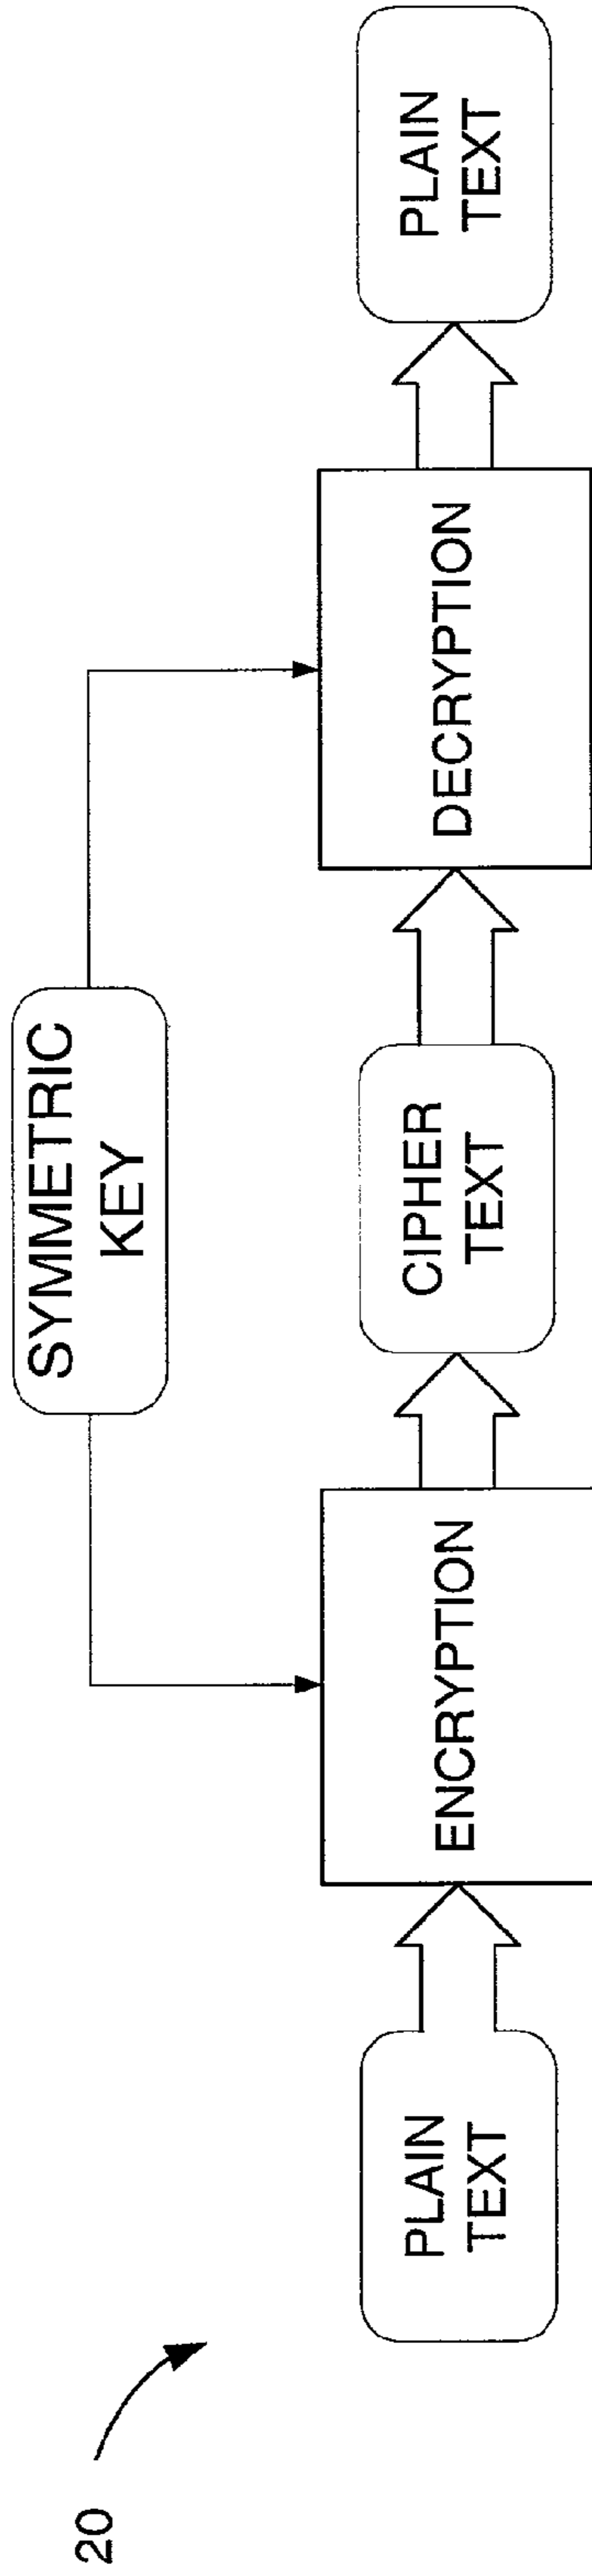 20
SYMMETRIC
KEY
PLAIN
TEXT
ENCRYPTION
CIPHER
TEXT
DECRYPTION
PLAIN
TEXT